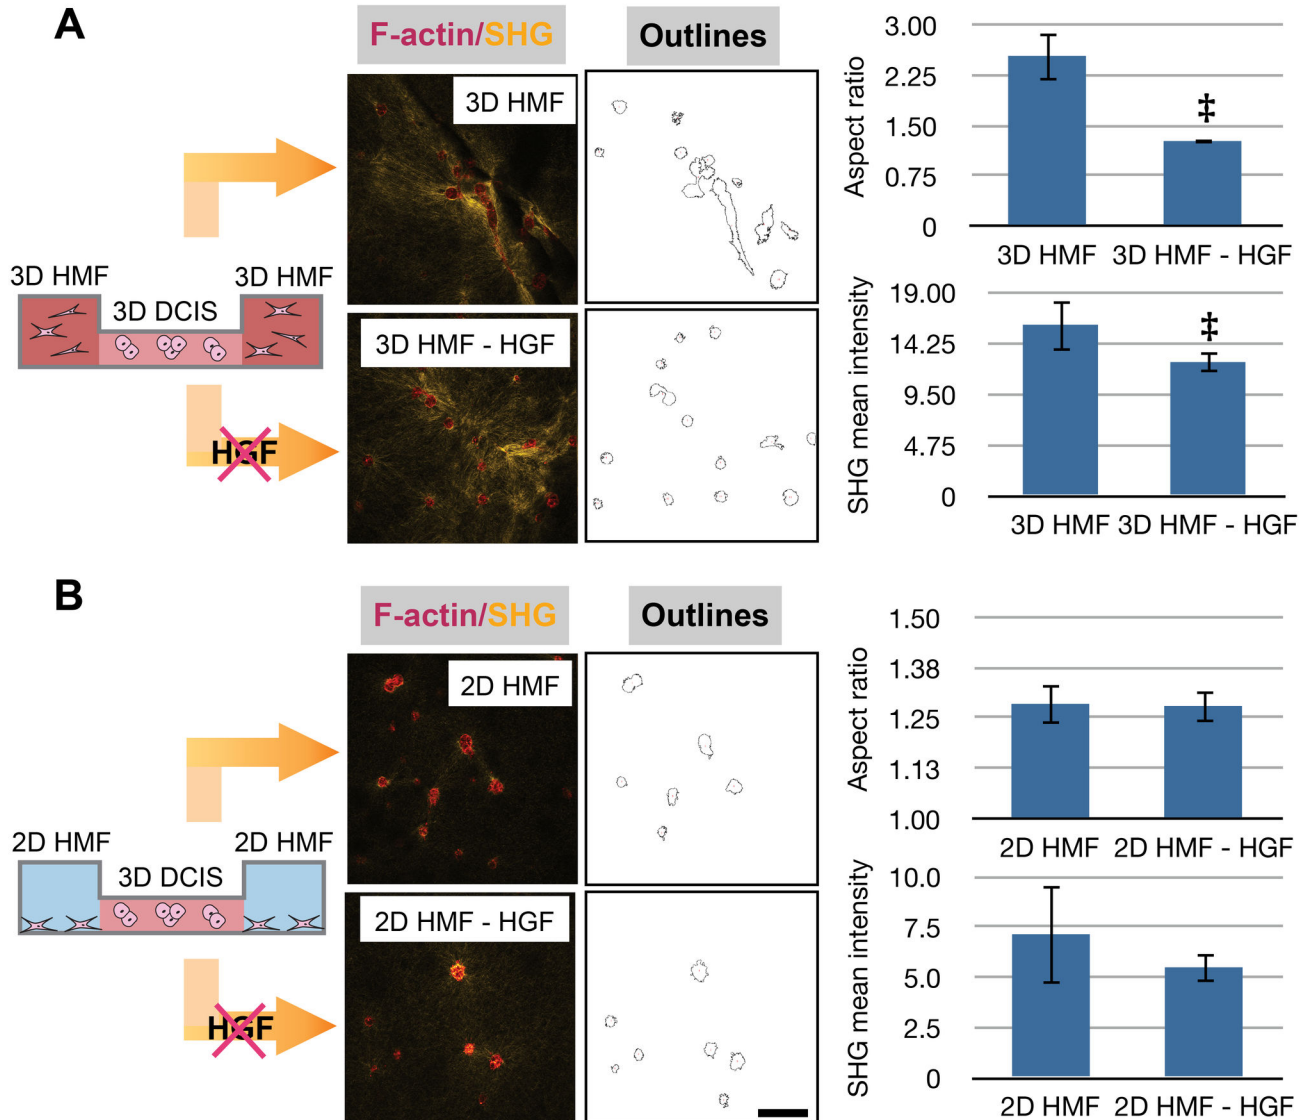 A
F-actin/SHG
Outlines
3D HMF
3D HMF
3D DCIS
3D HMF
3D HMF - HGF
HGF
Aspect ratio
3.00
2.25
1.50
0.75
0
‡
3D HMF
3D HMF - HGF
SHG mean intensity
19.00
14.25
9.50
4.75
0
‡
3D HMF
3D HMF - HGF
B
F-actin/SHG
Outlines
2D HMF
2D HMF
3D DCIS
2D HMF
2D HMF - HGF
HGF
Aspect ratio
1.50
1.38
1.25
1.13
1.00
2D HMF
2D HMF - HGF
SHG mean intensity
10.0
7.5
5.0
2.5
0
2D HMF
2D HMF - HGF